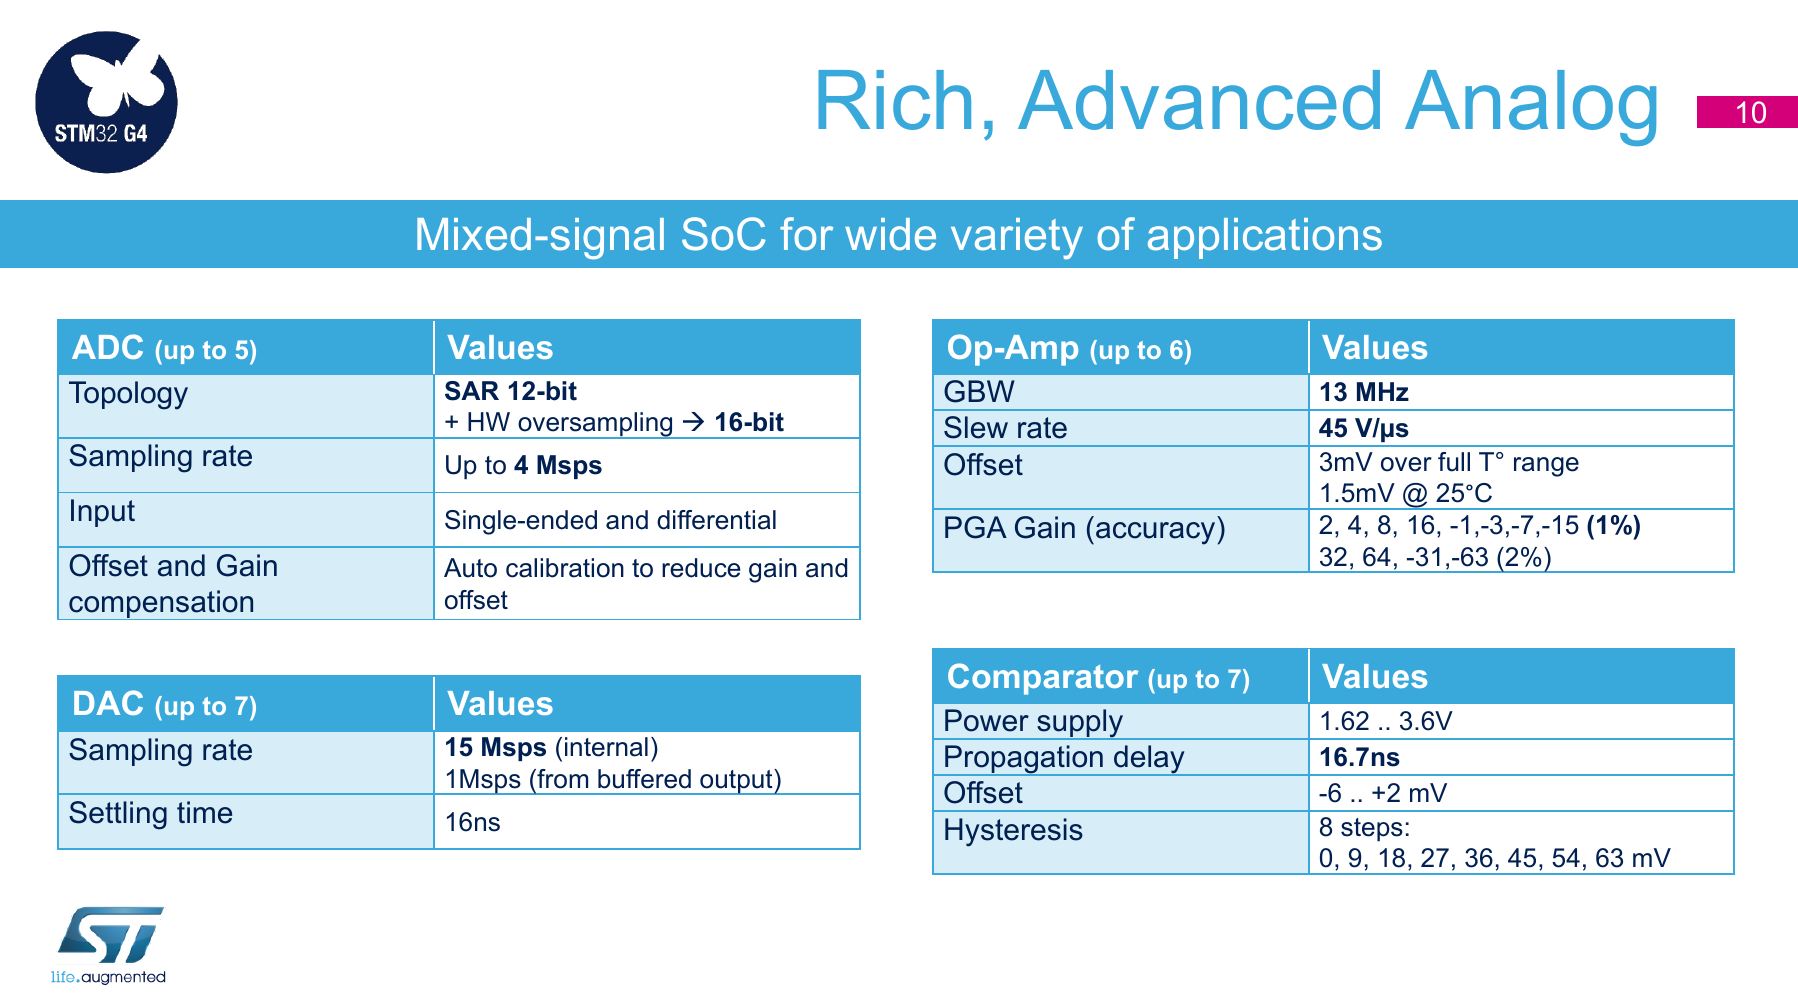 STM32 G4
Rich, Advanced Analog
10
Mixed-signal SoC for wide variety of applications
ADC (up to 5) Values
Topology SAR 12-bit
+ HW oversampling → 16-bit
Sampling rate Up to 4 Msps
Input Single-ended and differential
Offset and Gain Auto calibration to reduce gain and
compensation offset
DAC (up to 7) Values
Sampling rate 15 Msps (internal)
1Msps (from buffered output)
Settling time 16ns
Op-Amp (up to 6) Values
GBW 13 MHz
Slew rate 45 V/µs
Offset 3mV over full T° range
1.5mV @ 25°C
PGA Gain (accuracy) 2, 4, 8, 16, -1,-3,-7,-15 (1%)
32, 64, -31,-63 (2%)
Comparator (up to 7) Values
Power supply 1.62 .. 3.6V
Propagation delay 16.7ns
Offset -6 .. +2 mV
Hysteresis 8 steps:
0, 9, 18, 27, 36, 45, 54, 63 mV
ST
life.augmented